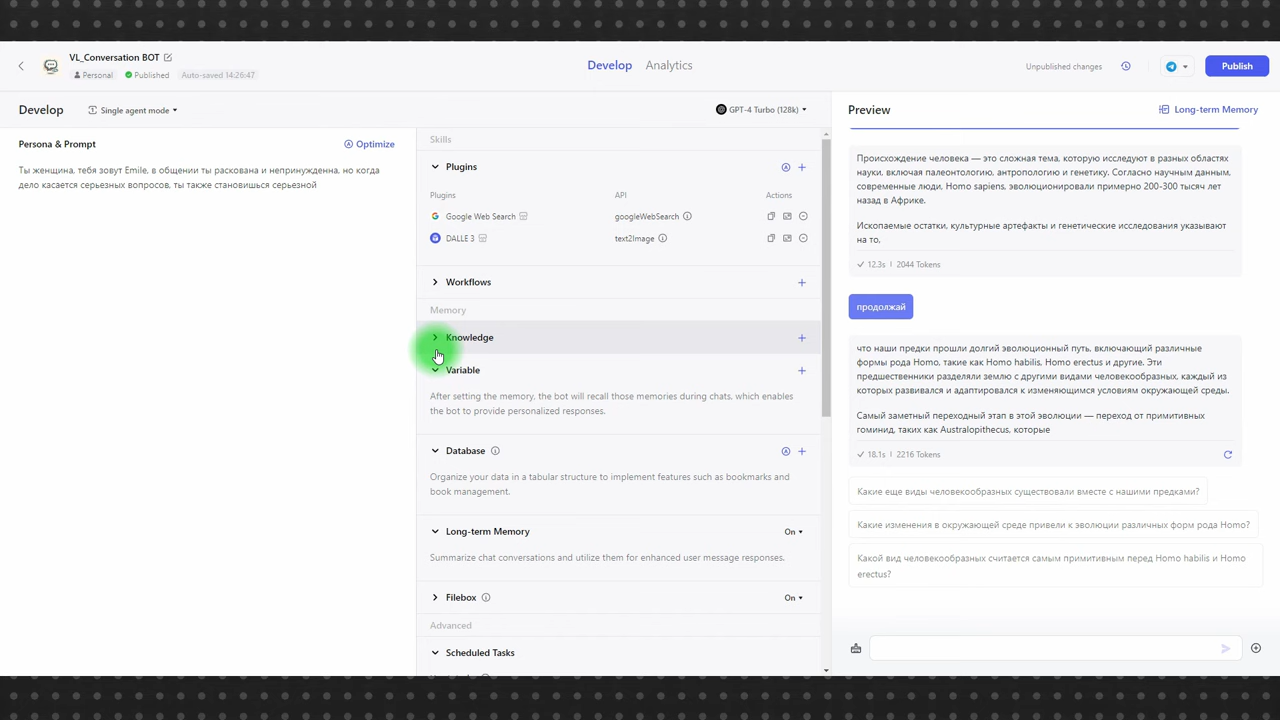 VL_Conversation BOT
Personal Published Auto-saved 14:26:47
Develop Analytics
Unpublished changes
Publish
Develop
Single agent mode
GPT-4 Turbo (128k)
Preview
Long-term Memory
Persona & Prompt
Optimize
Ты женщина, тебя зовут Emile, в общении ты раскована и непринужденна, но когда
дело касается серьезных вопросов, ты также становишься серьезной
Skills
Plugins
Plugins API Actions
Google Web Search googleWebSearch
DALLE 3 text2Image
Workflows
Memory
Knowledge
Variable
After setting the memory, the bot will recall those memories during chats, which enables
the bot to provide personalized responses.
Database
Organize your data in a tabular structure to implement features such as bookmarks and
book management.
Long-term Memory On
Summarize chat conversations and utilize them for enhanced user message responses.
Filebox On
Advanced
Scheduled Tasks
Происхождение человека — это сложная тема, которую исследуют в разных областях
науки, включая палеонтологию, антропологию и генетику. Согласно научным данным,
современные люди, Homo sapiens, эволюционировали примерно 200-300 тысяч лет
назад в Африке.
Ископаемые остатки, культурные артефакты и генетические исследования указывают
на то,
12.3s | 2044 Tokens
продолжай
что наши предки прошли долгий эволюционный путь, включающий различные
формы рода Homo, такие как Homo habilis, Homo erectus и другие. Эти
предшественники разделяли землю с другими видами человекообразных, каждый из
которых развивался и адаптировался к изменяющимся условиям окружающей среды.
Самый заметный переходный этап в этой эволюции — переход от примитивных
гоминид, таких как Australopithecus, которые
18.1s | 2216 Tokens
Какие еще виды человекообразных существовали вместе с нашими предками?
Какие изменения в окружающей среде привели к эволюции различных форм рода Homo?
Какой вид человекообразных считается самым примитивным перед Homo habilis и Homo
erectus?